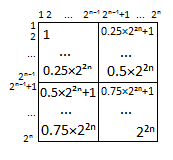 1 2 ... 2ⁿ⁻¹ 2ⁿ⁻¹+1 ... 2ⁿ
1 1 0.25×2²ⁿ+1
2
... ... ...
2ⁿ⁻¹ 0.25×2²ⁿ 0.5×2²ⁿ
2ⁿ⁻¹+1 0.5×2²ⁿ+1 0.75×2²ⁿ+1
... ... ...
2ⁿ 0.75×2²ⁿ 2²ⁿ